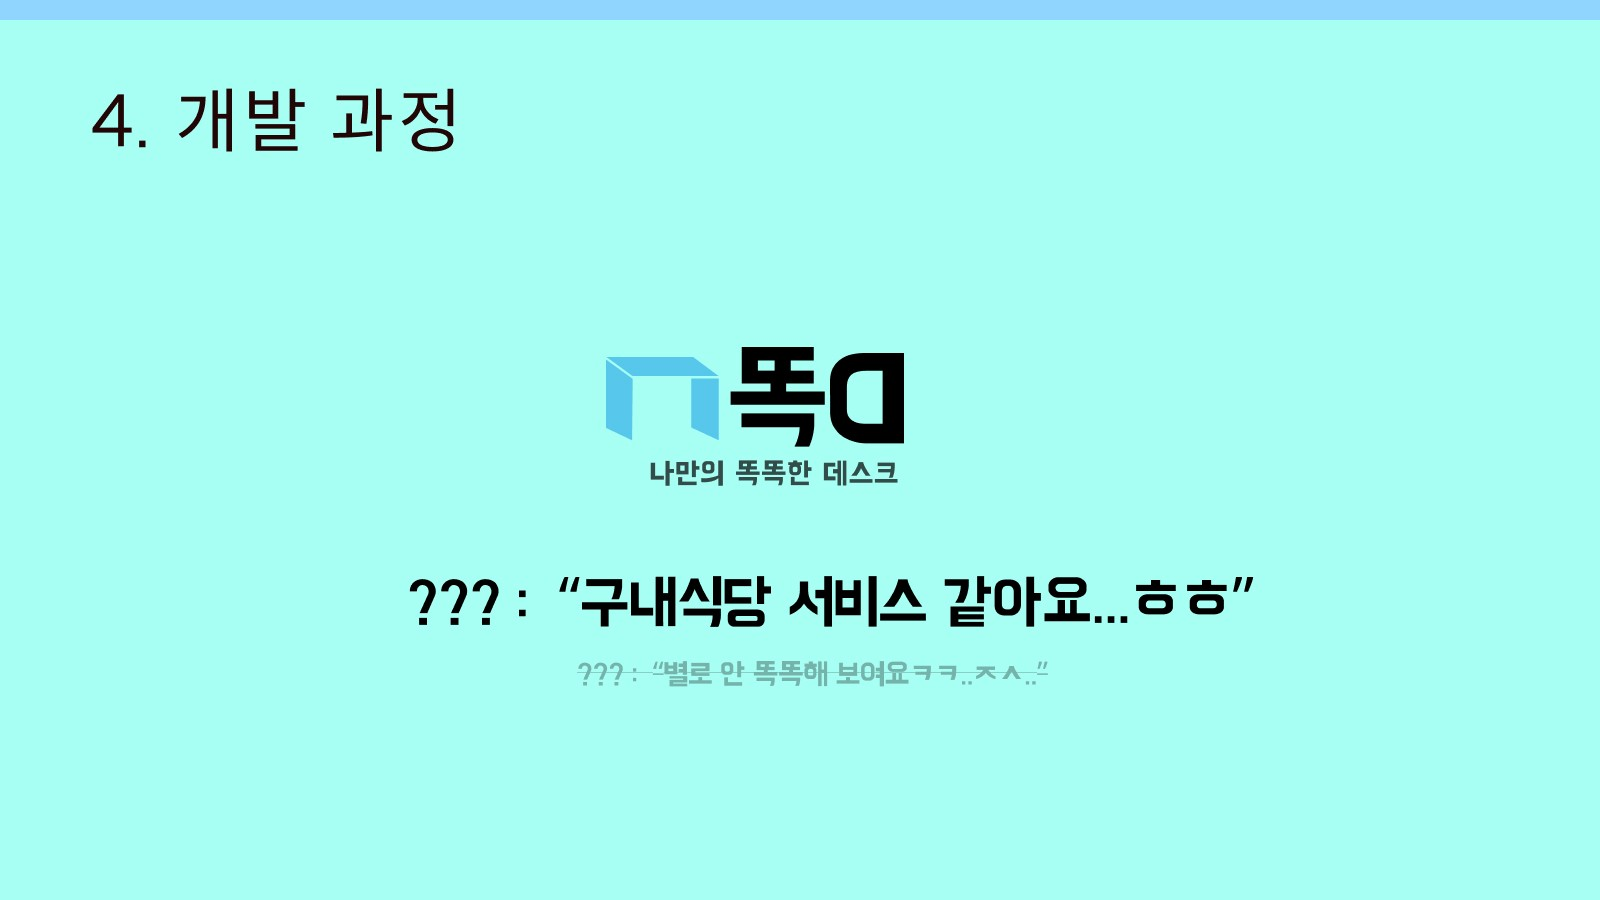 4. 개발 과정
똑D
나만의 똑똑한 데스크
??? : “구내식당 서비스 같아요...ㅎㅎ”
??? : “별로 안 똑똑해 보여요ㅋㅋ..ㅈㅅ..”